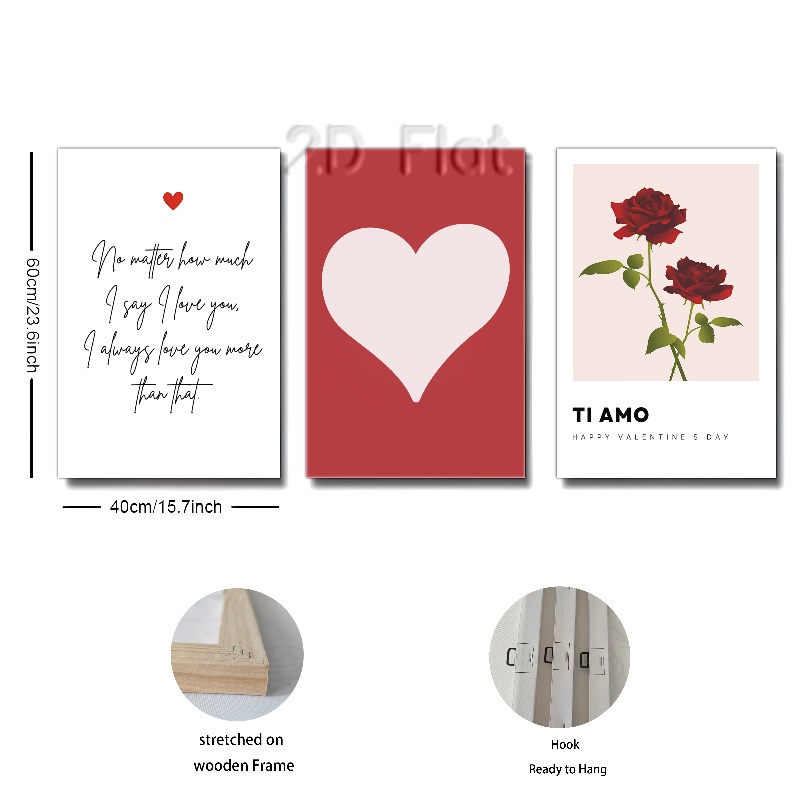 2D Flat
60cm/23.6inch
No matter how much
I say I love you,
I always love you more
than that.
TI AMO
HAPPY VALENTINE'S DAY
40cm/15.7inch
stretched on
wooden Frame
Hook
Ready to Hang